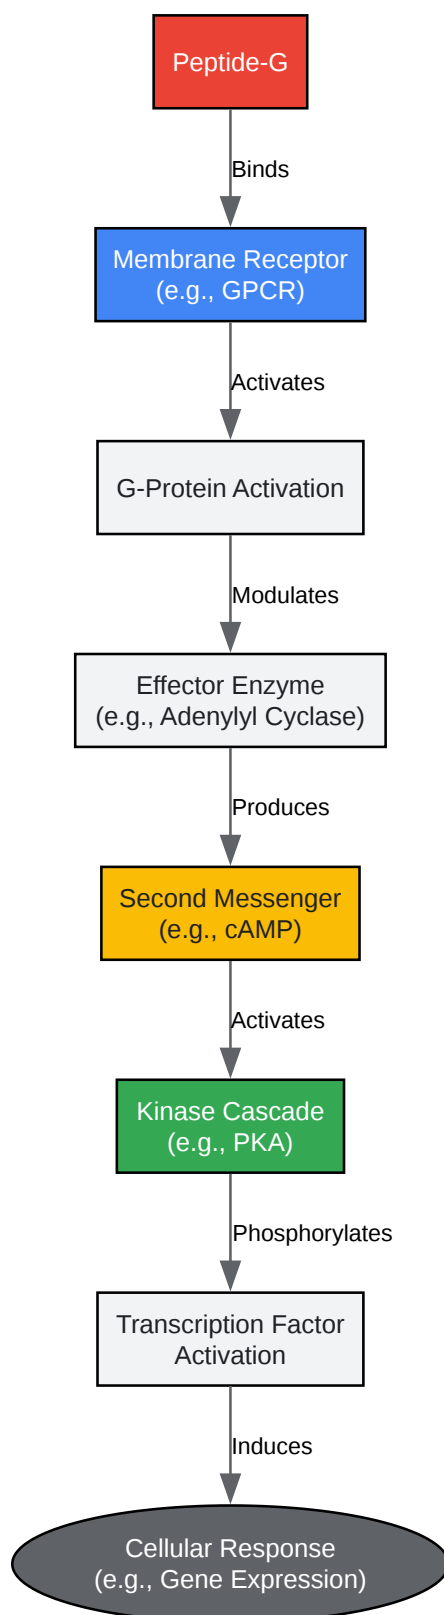 Peptide-G
Binds
Membrane Receptor
(e.g., GPCR)
Activates
G-Protein Activation
Modulates
Effector Enzyme
(e.g., Adenylyl Cyclase)
Produces
Second Messenger
(e.g., cAMP)
Activates
Kinase Cascade
(e.g., PKA)
Phosphorylates
Transcription Factor
Activation
Induces
Cellular Response
(e.g., Gene Expression)